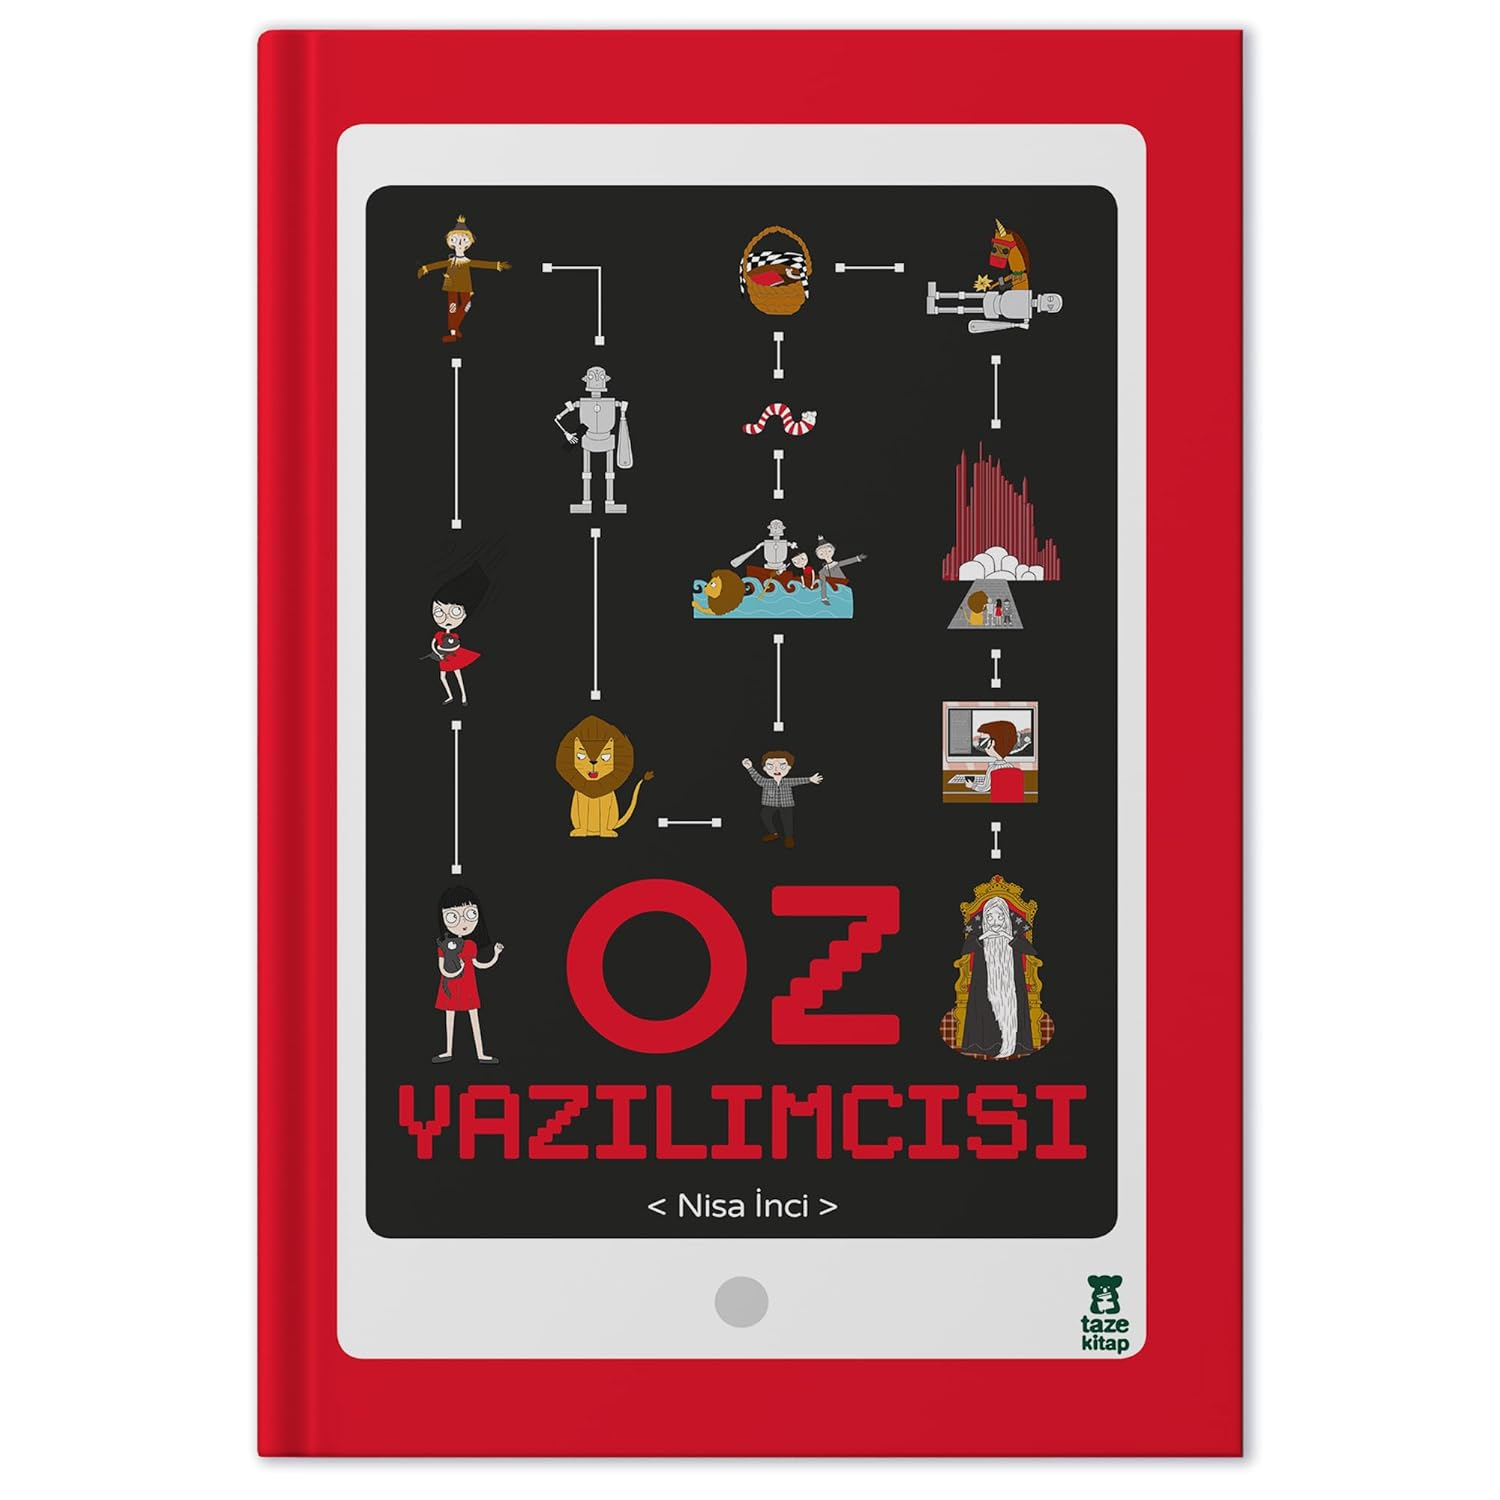 OZ
YAZILIMCISI
< Nisa İnci >
taze
kitap